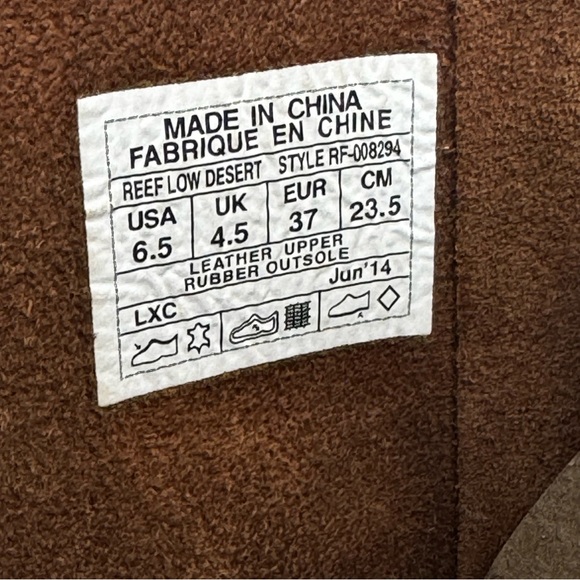 MADE IN CHINA
FABRIQUE EN CHINE
REEF LOW DESERT STYLE RF-008294
USA UK EUR CM
6.5 4.5 37 23.5
LEATHER UPPER
RUBBER OUTSOLE
LXC Jun'14